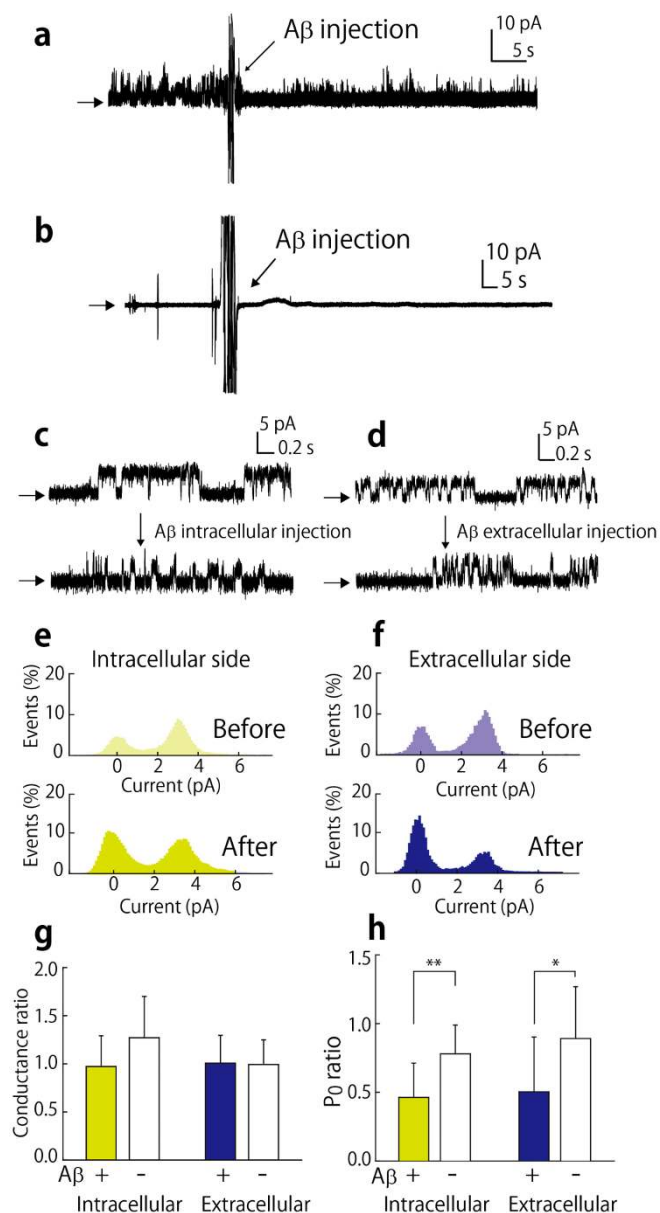 a
Aβ injection
10 pA
5 s
b
Aβ injection
10 pA
5 s
c
5 pA
0.2 s
d
5 pA
0.2 s
Aβ intracellular injection
Aβ extracellular injection
e
Intracellular side
20
10
0
Events (%)
Before
0 2 4 6
Current (pA)
20
10
0
Events (%)
After
0 2 4 6
Current (pA)
f
Extracellular side
20
10
0
Events (%)
Before
0 2 4 6
Current (pA)
20
10
0
Events (%)
After
0 2 4 6
Current (pA)
g
2.0
1.5
1.0
0.5
0.0
Conductance ratio
Aβ + − + −
Intracellular Extracellular
h
1.5
1.0
0.5
0.0
P0 ratio
** *
Aβ + − + −
Intracellular Extracellular